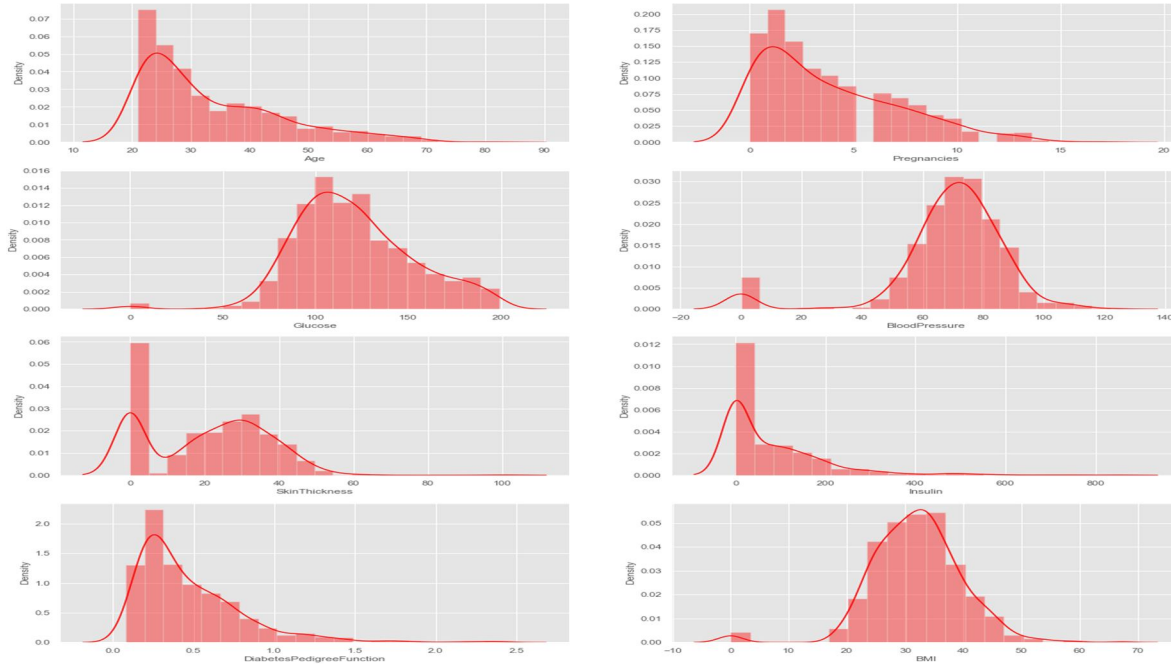 Density
0.07
0.06
0.05
0.04
0.03
0.02
0.01
0.00
10 20 30 40 50 60 70 80 90
Age
Density
0.200
0.175
0.150
0.125
0.100
0.075
0.050
0.025
0.000
0 5 10 15 20
Pregnancies
Density
0.016
0.014
0.012
0.010
0.008
0.006
0.004
0.002
0.000
0 50 100 150 200
Glucose
Density
0.030
0.025
0.020
0.015
0.010
0.005
0.000
−20 0 20 40 60 80 100 120 140
BloodPressure
Density
0.06
0.05
0.04
0.03
0.02
0.01
0.00
0 20 40 60 80 100
SkinThickness
Density
0.012
0.010
0.008
0.006
0.004
0.002
0.000
0 200 400 600 800
Insulin
Density
2.0
1.5
1.0
0.5
0.0
0.0 0.5 1.0 1.5 2.0 2.5
DiabetesPedigreeFunction
Density
0.05
0.04
0.03
0.02
0.01
0.00
−10 0 10 20 30 40 50 60 70
BMI